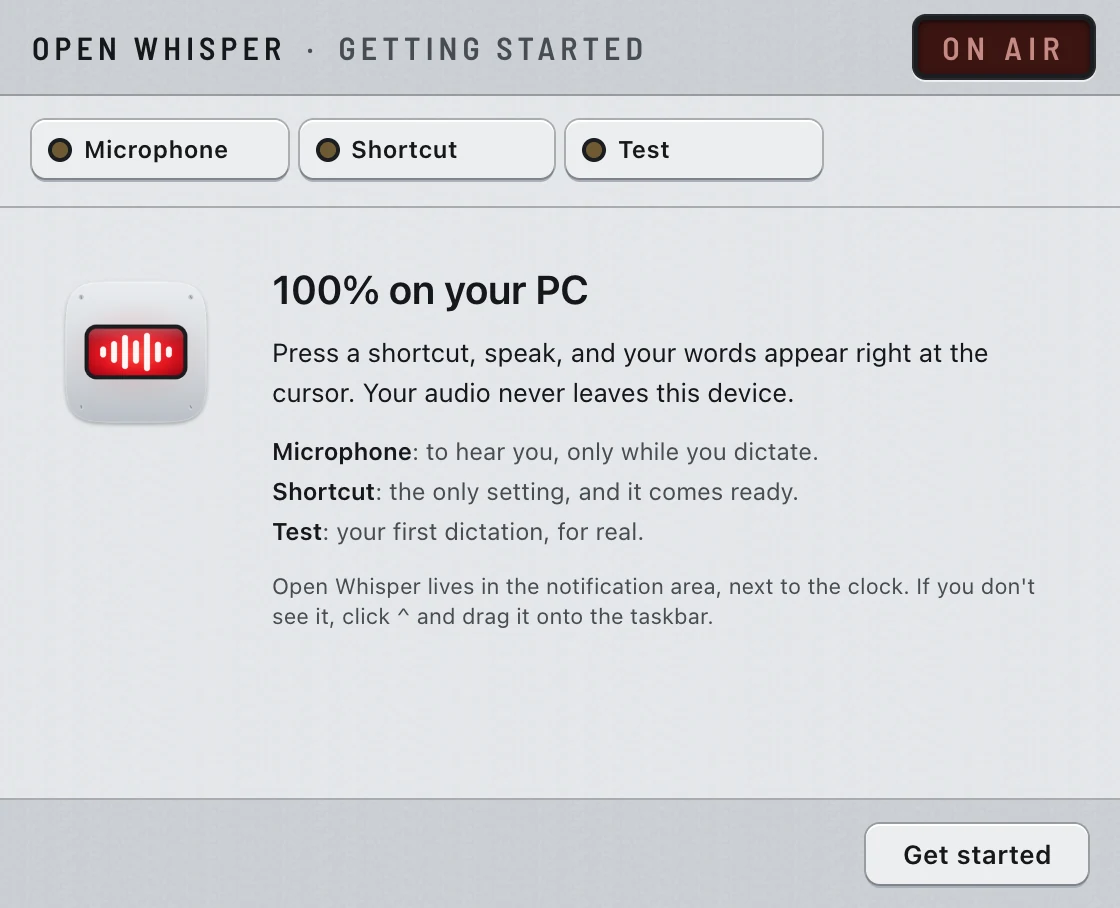 OPEN WHISPER · GETTING STARTED
ON AIR
Microphone
Shortcut
Test
100% on your PC
Press a shortcut, speak, and your words appear right at the
cursor. Your audio never leaves this device.
Microphone: to hear you, only while you dictate.
Shortcut: the only setting, and it comes ready.
Test: your first dictation, for real.
Open Whisper lives in the notification area, next to the clock. If you don't
see it, click ^ and drag it onto the taskbar.
Get started